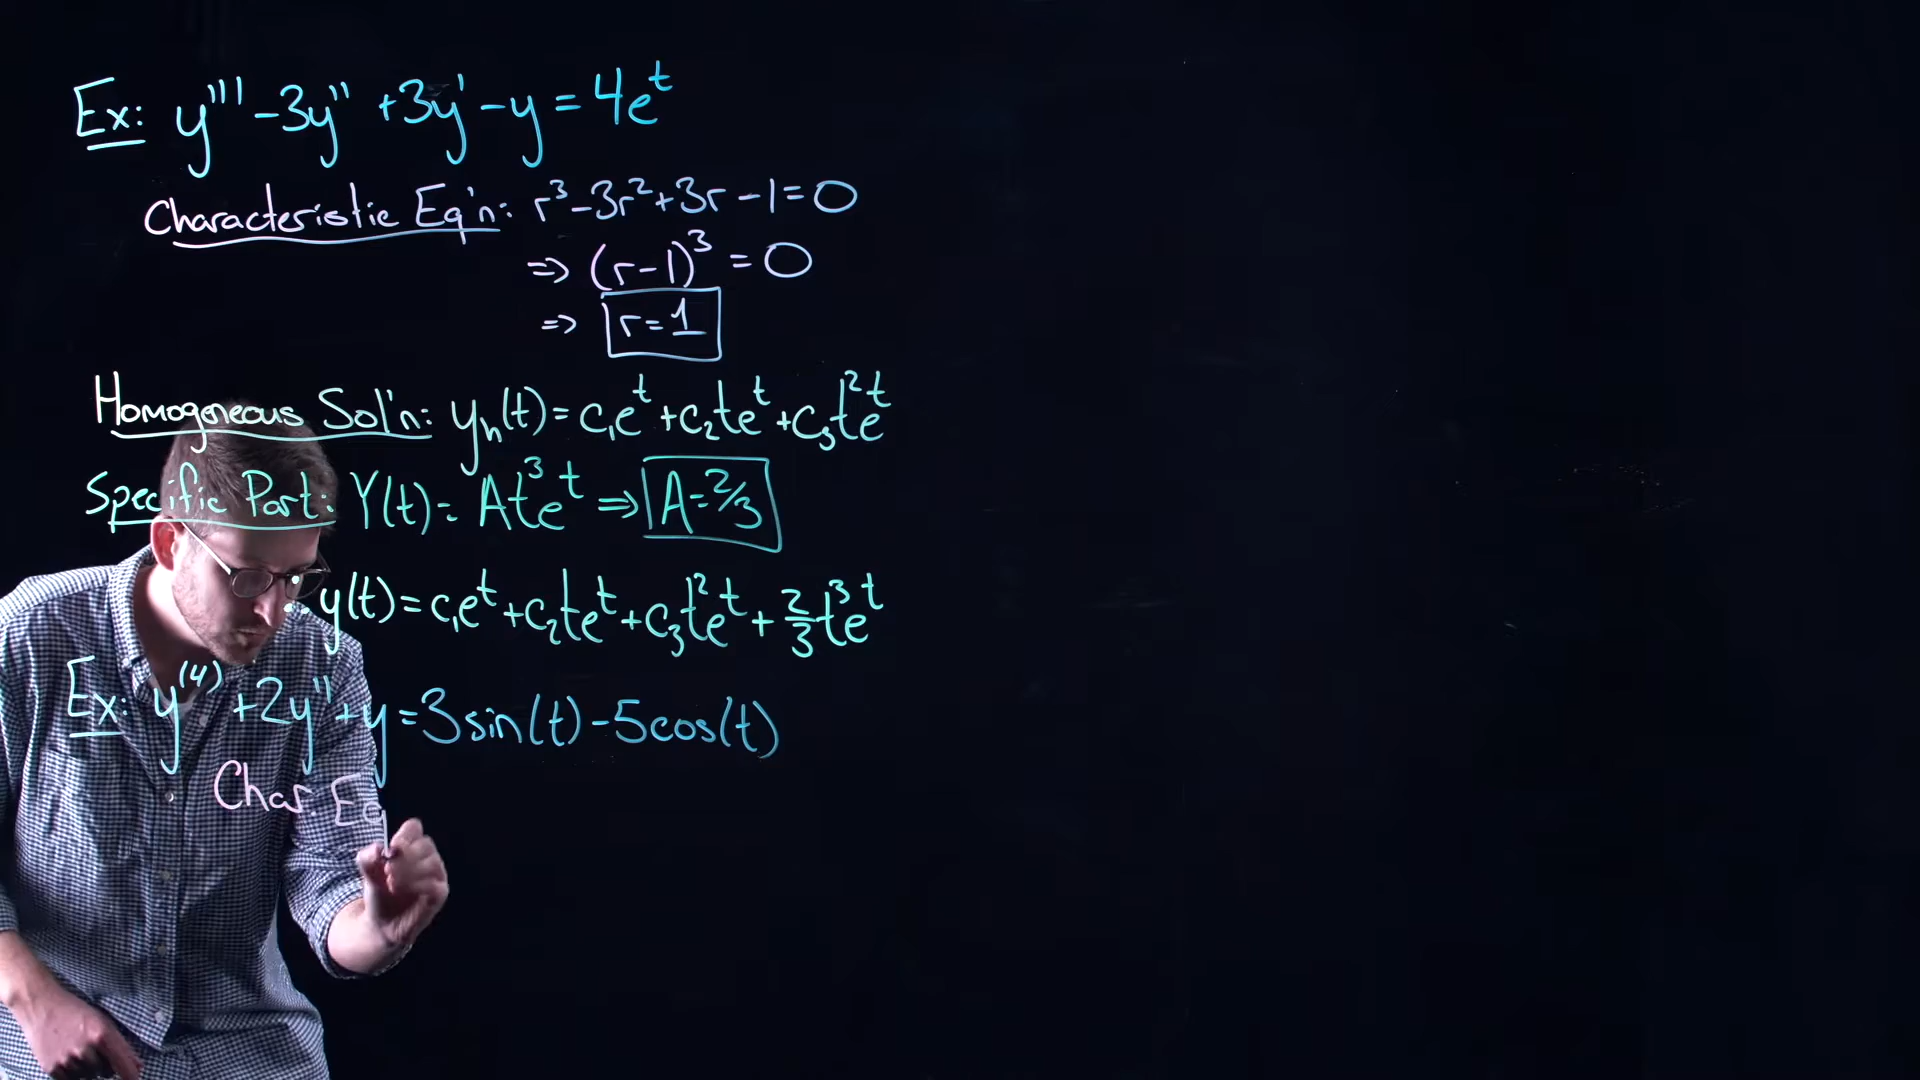 Ex: y''' -3y'' +3y' -y = 4e^t
Characteristic Eq'n: r^3 -3r^2 +3r -1=0
=> (r-1)^3 = 0
=> r=1
Homogeneous Sol'n: y_h(t) = c_1e^t +c_2te^t +c_3t^2e^t
Specific Part: Y(t) = At^3e^t => A=2/3
y(t)=c_1e^t +c_2te^t +c_3t^2e^t + 2/3 t^3e^t
Ex: y^(4) +2y'' +y =3sin(t) -5cos(t)
Char. Eq